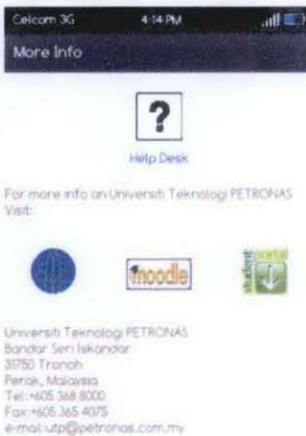 Celcom 3G 4:14 PM
More Info
?
Help Desk
For more info on Universiti Teknologi PETRONAS
Visit:
moodle
student portal
Universiti Teknologi PETRONAS
Bandar Seri Iskandar
31750 Tronoh
Perak, Malaysia
Tel:+605 368 8000
Fax:+605 365 4075
e-mail:utp@petronas.com.my